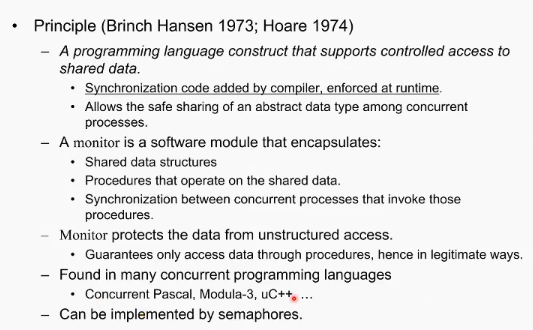 • Principle (Brinch Hansen 1973; Hoare 1974)
– A programming language construct that supports controlled access to
shared data.
• Synchronization code added by compiler, enforced at runtime.
• Allows the safe sharing of an abstract data type among concurrent
processes.
– A monitor is a software module that encapsulates:
• Shared data structures
• Procedures that operate on the shared data.
• Synchronization between concurrent processes that invoke those
procedures.
– Monitor protects the data from unstructured access.
• Guarantees only access data through procedures, hence in legitimate ways.
– Found in many concurrent programming languages
• Concurrent Pascal, Modula-3, uC++, …
– Can be implemented by semaphores.